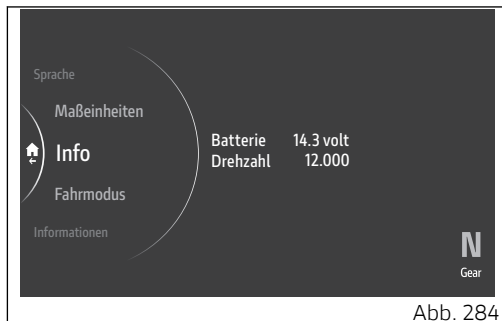 Sprache
Maßeinheiten
Info
Fahrmodus
Informationen
Batterie 14.3 volt
Drehzahl 12.000
N
Gear
Abb. 284